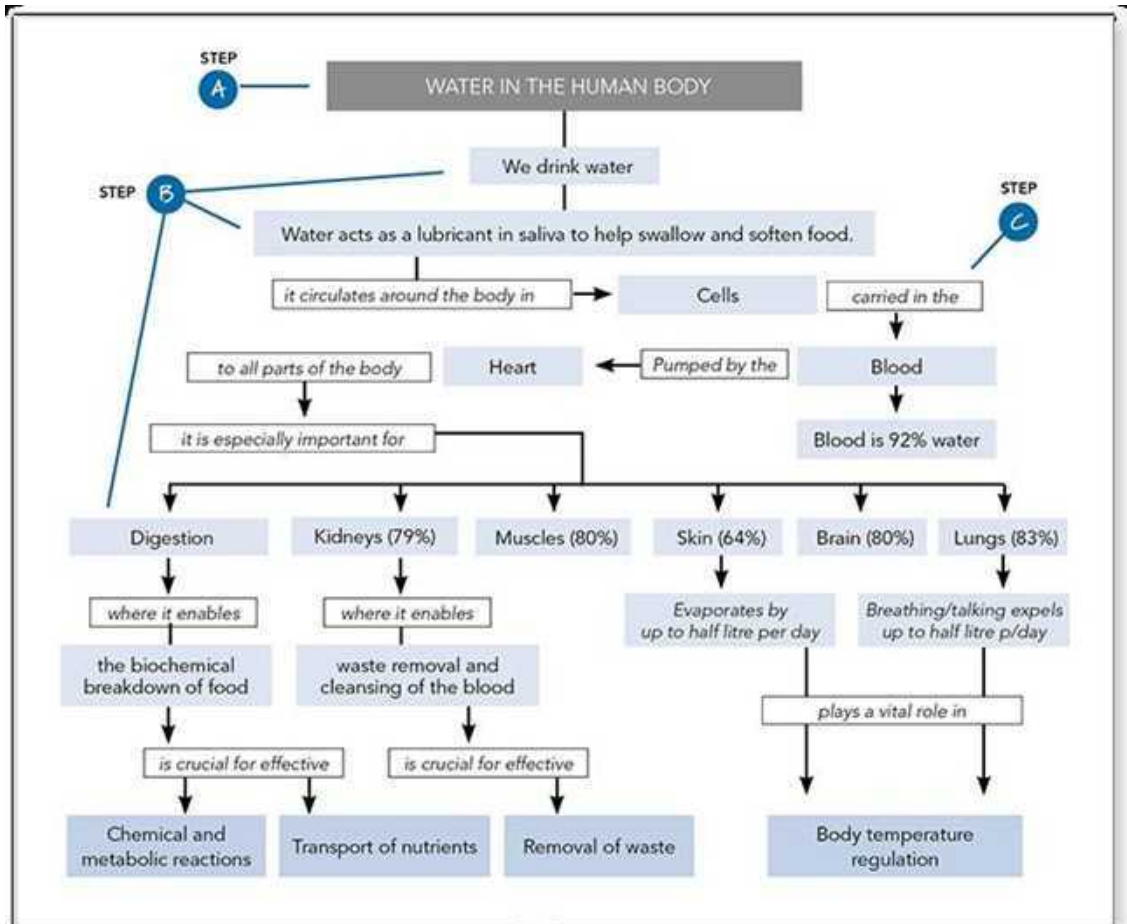 STEP
A
WATER IN THE HUMAN BODY
We drink water
STEP
B
STEP
C
Water acts as a lubricant in saliva to help swallow and soften food.
it circulates around the body in
Cells
carried in the
to all parts of the body
Heart
Pumped by the
Blood
it is especially important for
Blood is 92% water
Digestion
Kidneys (79%)
Muscles (80%)
Skin (64%)
Brain (80%)
Lungs (83%)
where it enables
where it enables
Evaporates by
up to half litre per day
Breathing/talking expels
up to half litre p/day
the biochemical
breakdown of food
waste removal and
cleansing of the blood
plays a vital role in
is crucial for effective
is crucial for effective
Chemical and
metabolic reactions
Transport of nutrients
Removal of waste
Body temperature
regulation